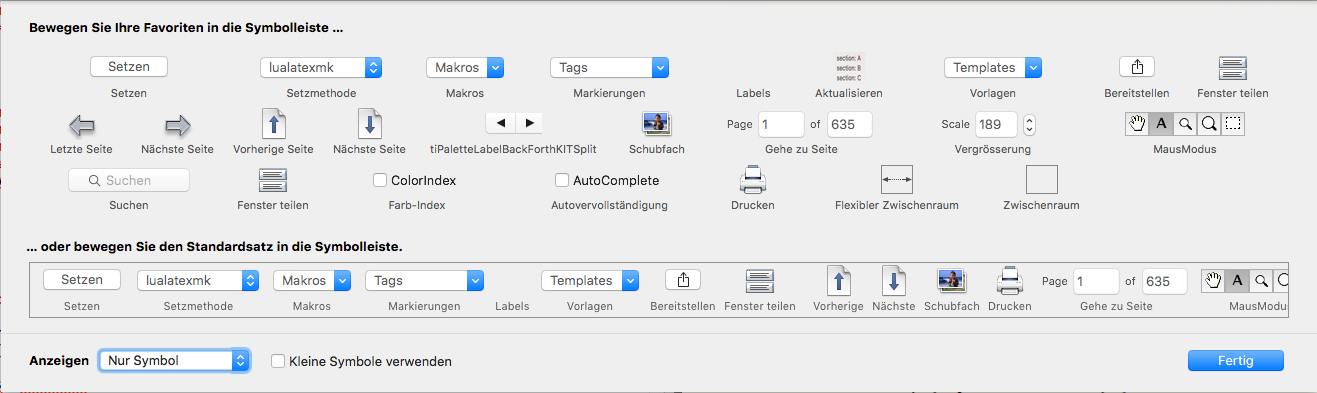 Bewegen Sie Ihre Favoriten in die Symbolleiste ...
Setzen lualatexmk Makros Tags section: A section: B section: C Templates
Setzen Setzmethode Makros Markierungen Labels Aktualisieren Vorlagen Bereitstellen Fenster teilen
Page 1 of 635 Scale 189 A
Letzte Seite Nächste Seite Vorherige Seite Nächste Seite tiPaletteLabelBackForthKITSplit Schubfach Gehe zu Seite Vergrösserung MausModus
Suchen ColorIndex AutoComplete
Suchen Fenster teilen Farb-Index Autovervollständigung Drucken Flexibler Zwischenraum Zwischenraum
... oder bewegen Sie den Standardsatz in die Symbolleiste.
Setzen lualatexmk Makros Tags Templates Page 1 of 635 A
Setzen Setzmethode Makros Markierungen Labels Vorlagen Bereitstellen Fenster teilen Vorherige Nächste Schubfach Drucken Gehe zu Seite MausModus
Anzeigen Nur Symbol Kleine Symbole verwenden Fertig